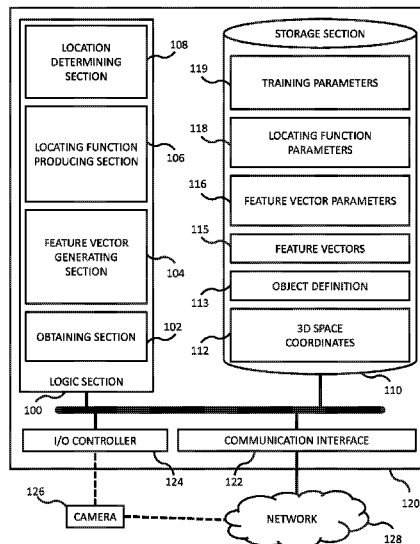 LOCATION
DETERMINING
SECTION
108
LOCATING FUNCTION
PRODUCING SECTION
106
FEATURE VECTOR
GENERATING
SECTION
104
OBTAINING SECTION
102
LOGIC SECTION
100
STORAGE SECTION
119
TRAINING PARAMETERS
118
LOCATING FUNCTION
PARAMETERS
116
FEATURE VECTOR PARAMETERS
115
FEATURE VECTORS
113
OBJECT DEFINITION
112
3D SPACE
COORDINATES
110
I/O CONTROLLER
124
COMMUNICATION INTERFACE
122
120
126
CAMERA
NETWORK
128